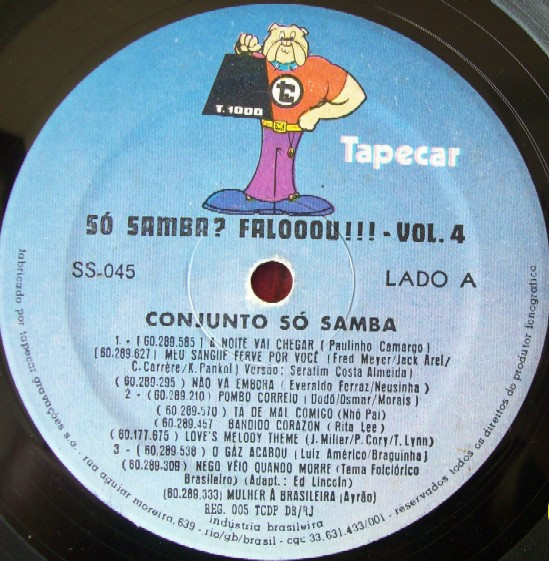 T.1000
tc
Tapecar
SÓ SAMBA? FALOOOU!!! - VOL. 4
SS-045
LADO A
CONJUNTO SÓ SAMBA
1 - (60.289.585) A NOITE VAI CHEGAR (Paulinho Camargo)
(60.289.627) MEU SANGUE FERVE POR VOCÊ (Fred Meyer/Jack Arel/
C. Carrère/K. Pankol) Versão: Serafim Costa Almeida)
(60.289.295) NÃO VÁ EMBORA (Everaldo Ferraz/Neusinha)
2 - (60.289.210) POMBO CORREIO (Dodô/Osmar/Morais)
(60 289.570) TÁ DE MAL COMIGO (Nhô Pai)
60.289.457 BANDIDO CORAZON (Rita Lee)
(60.177.675) LOVE'S MELODY THEME (J. Miller/P. Cory/T. Lynn)
3 - (60.289 538) O GÁZ ACABOU (Luiz Américo/Braguinha)
(60.289.309) NEGO VÉIO QUANDO MORRE (Tema Folclórico
Brasileiro) (Adapt.: Ed Lincoln)
(60.289.333) MULHER À BRASILEIRA (Ayrão)
REG. 005 TCDP DB/RJ
indústria brasileira
fabricado por tapecar gravações s.a. - rua aguiar moreira, 639 - rio/gb/brasil - cgc 33.631.433/001 - reservados todos os direitos do produtor fonográfico